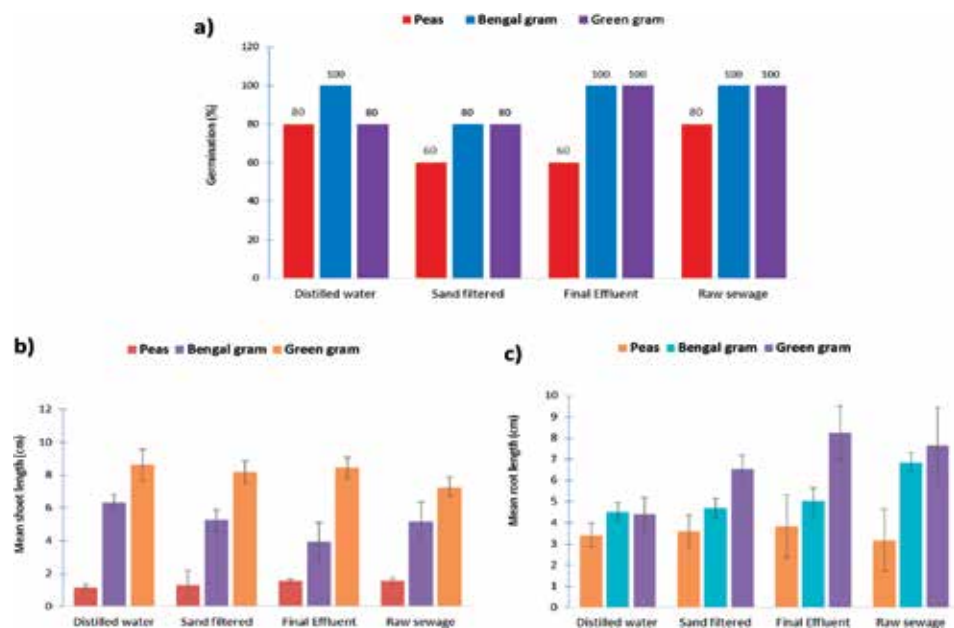 a)
Peas Bengal gram Green gram
Germination (%)
120
100
80
60
40
20
0
80 100 80
60 80 80
60 100 100
80 100 100
Distilled water Sand filtered Final Effluent Raw sewage
b)
Peas Bengal gram Green gram
Mean shoot length (cm)
12
10
8
6
4
2
0
Distilled water Sand filtered Final Effluent Raw sewage
c)
Peas Bengal gram Green gram
Mean root length (cm)
10
9
8
7
6
5
4
3
2
1
0
Distilled water Sand filtered Final Effluent Raw sewage